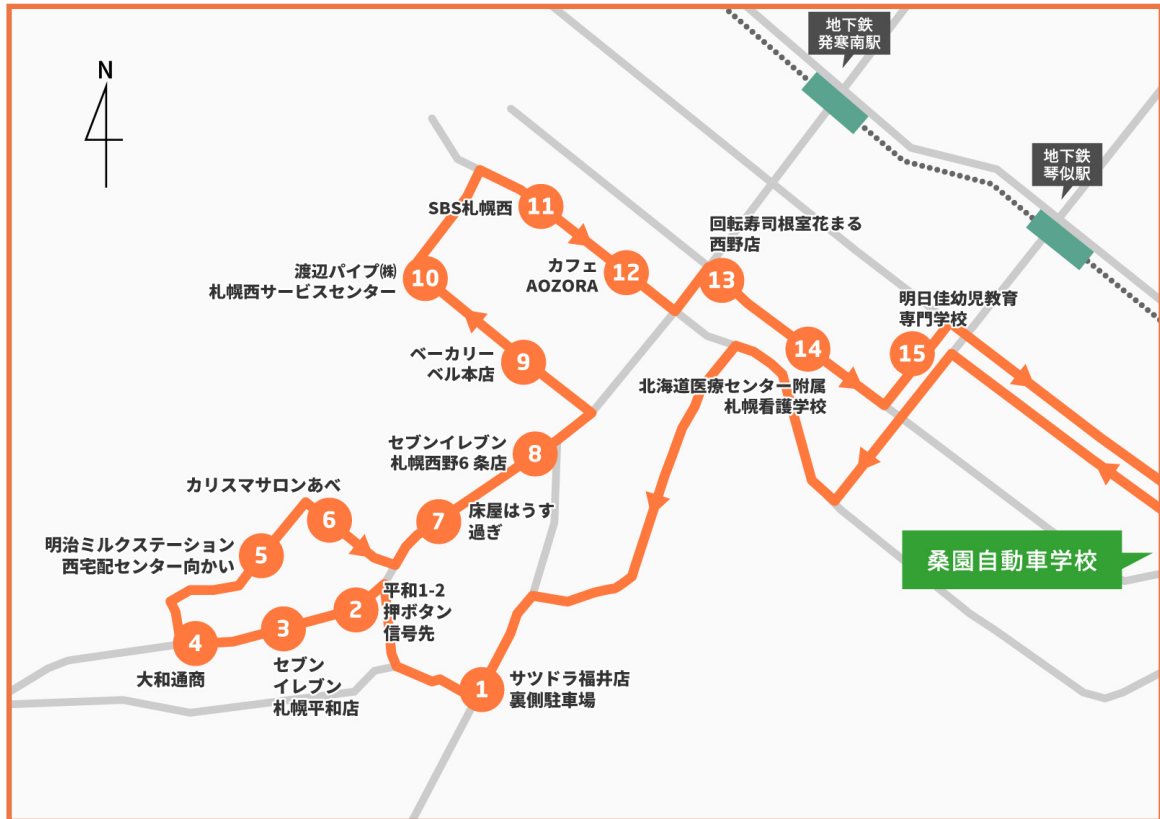 地下鉄
発寒南駅
N
地下鉄
琴似駅
SBS札幌西
11
回転寿司根室花まる
西野店
渡辺パイプ㈱
札幌西サービスセンター
10
カフェ
AOZORA
12
13
明日佳幼児教育
専門学校
15
ベーカリー
ベル本店
9
14
北海道医療センター附属
札幌看護学校
セブンイレブン
札幌西野6条店
8
カリスマサロンあべ
6
7
床屋はうす
過ぎ
明治ミルクステーション
西宅配センター向かい
5
桑園自動車学校
平和1-2
押ボタン
信号先
2
3
4
大和通商
セブン
イレブン
札幌平和店
1
サツドラ福井店
裏側駐車場